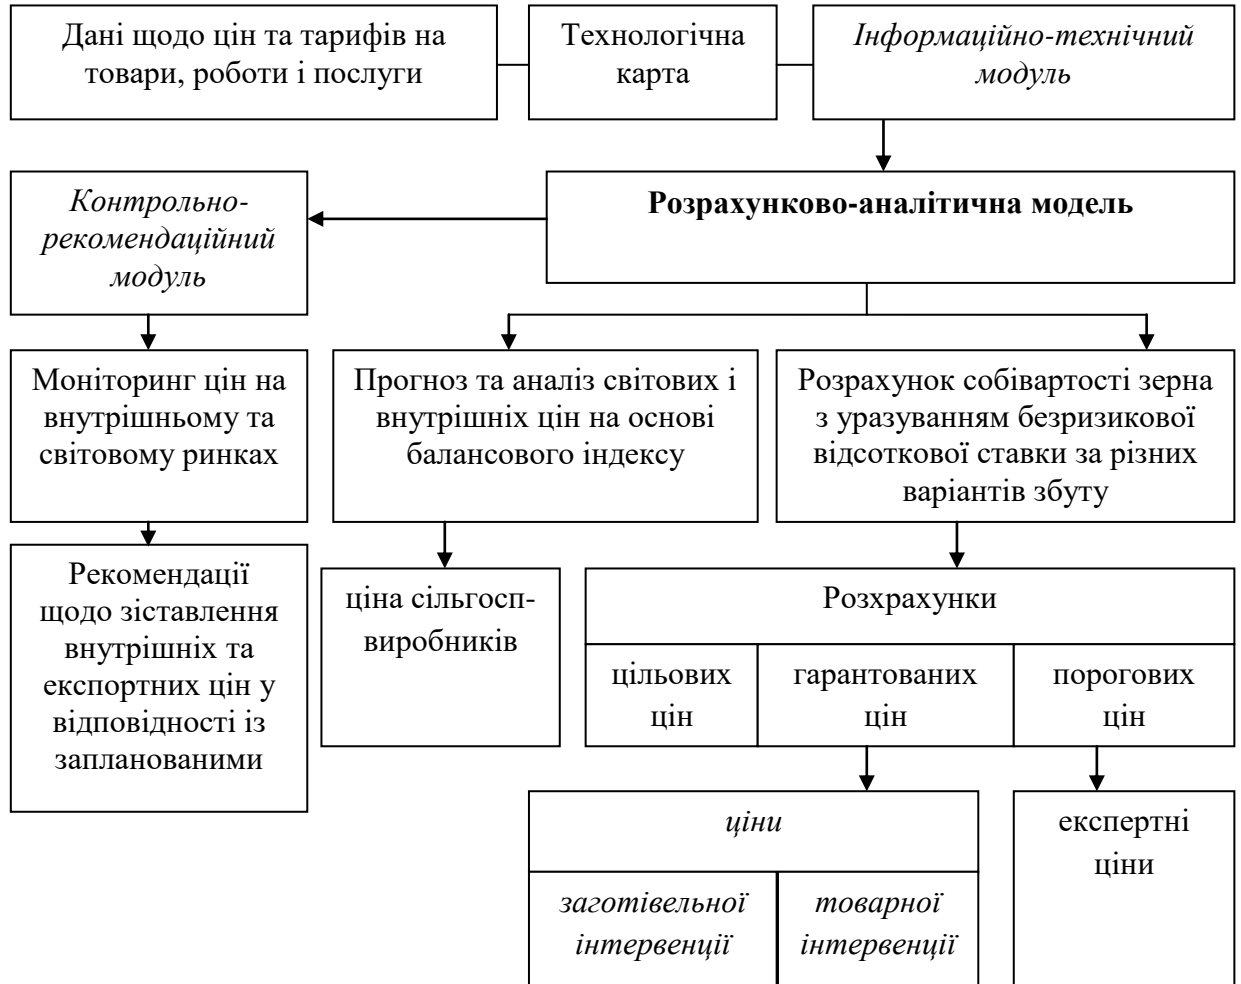 Дані щодо цін та тарифів на
товари, роботи і послуги
Технологічна
карта
Інформаційно-технічний
модуль
Розрахунково-аналітична модель
Контрольно-
рекомендаційний
модуль
Моніторинг цін на
внутрішньому та
світовому ринках
Прогноз та аналіз світових і
внутрішніх цін на основі
балансового індексу
Розрахунок собівартості зерна
з уразуванням безризикової
відсоткової ставки за різних
варіантів збуту
Рекомендації
щодо зіставлення
внутрішніх та
експортних цін у
відповідності із
запланованими
ціна сільгосп-
виробників
Розхрахунки
цільових
цін
гарантованих
цін
порогових
цін
ціни
заготівельної
інтервенції
товарної
інтервенції
експертні
ціни